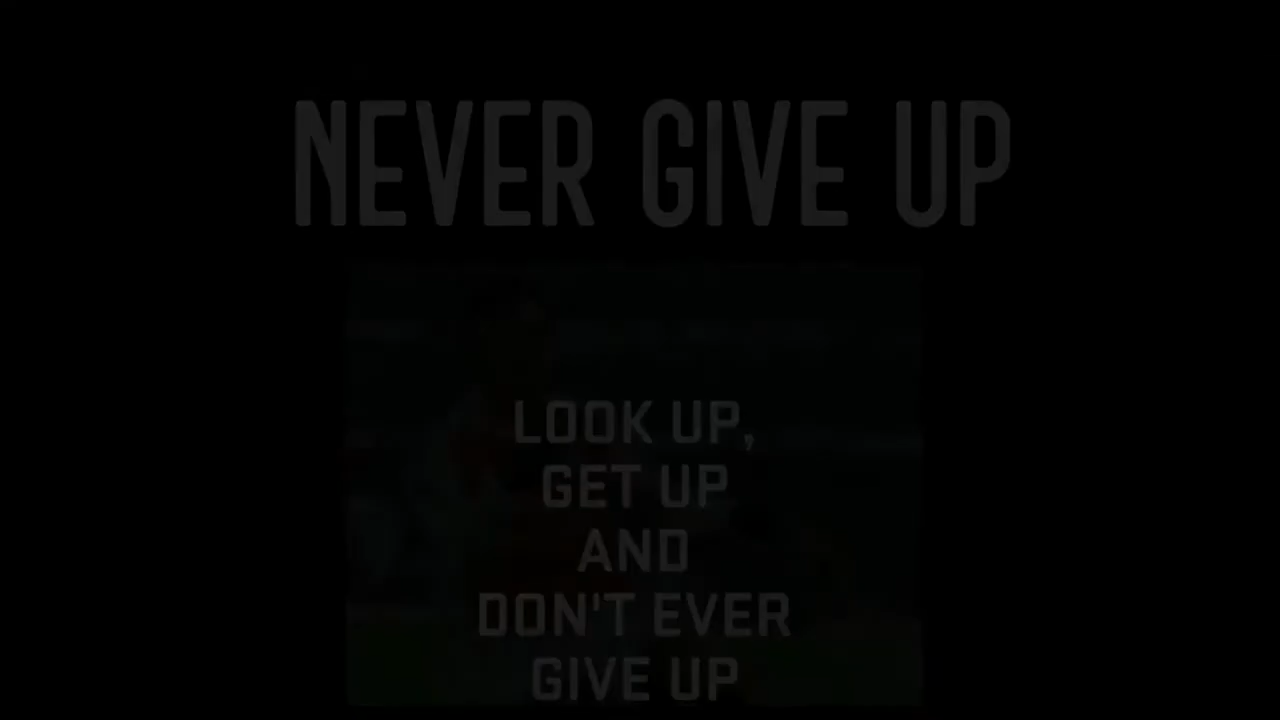 NEVER GIVE UP
LOOK UP,
GET UP
AND
DON'T EVER
GIVE UP